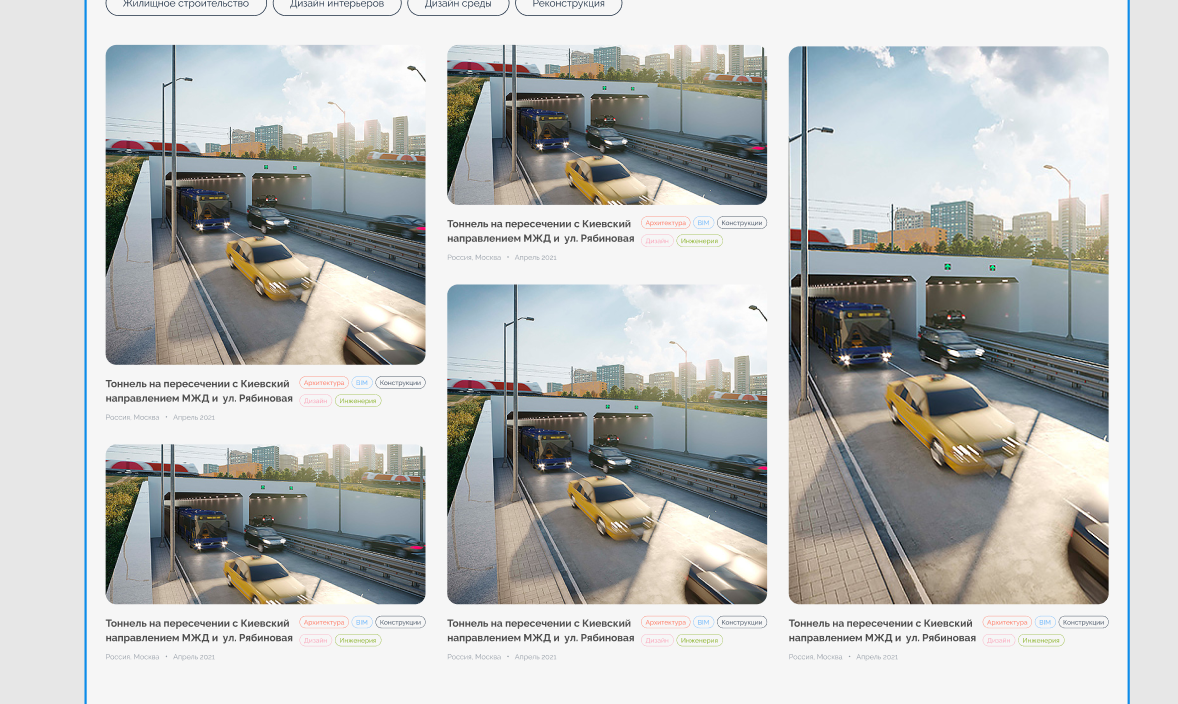 Жилищное строительство
Дизайн интерьеров
Дизайн среды
Реконструкция
Тоннель на пересечении с Киевский
направлением МЖД и ул. Рябиновая
Архитектура
BIM
Конструкции
Дизайн
Инженерия
Россия, Москва • Апрель 2021
Тоннель на пересечении с Киевский
направлением МЖД и ул. Рябиновая
Архитектура
BIM
Конструкции
Дизайн
Инженерия
Россия, Москва • Апрель 2021
Тоннель на пересечении с Киевский
направлением МЖД и ул. Рябиновая
Архитектура
BIM
Конструкции
Дизайн
Инженерия
Россия, Москва • Апрель 2021
Тоннель на пересечении с Киевский
направлением МЖД и ул. Рябиновая
Архитектура
BIM
Конструкции
Дизайн
Инженерия
Россия, Москва • Апрель 2021
Тоннель на пересечении с Киевский
направлением МЖД и ул. Рябиновая
Архитектура
BIM
Конструкции
Дизайн
Инженерия
Россия, Москва • Апрель 2021